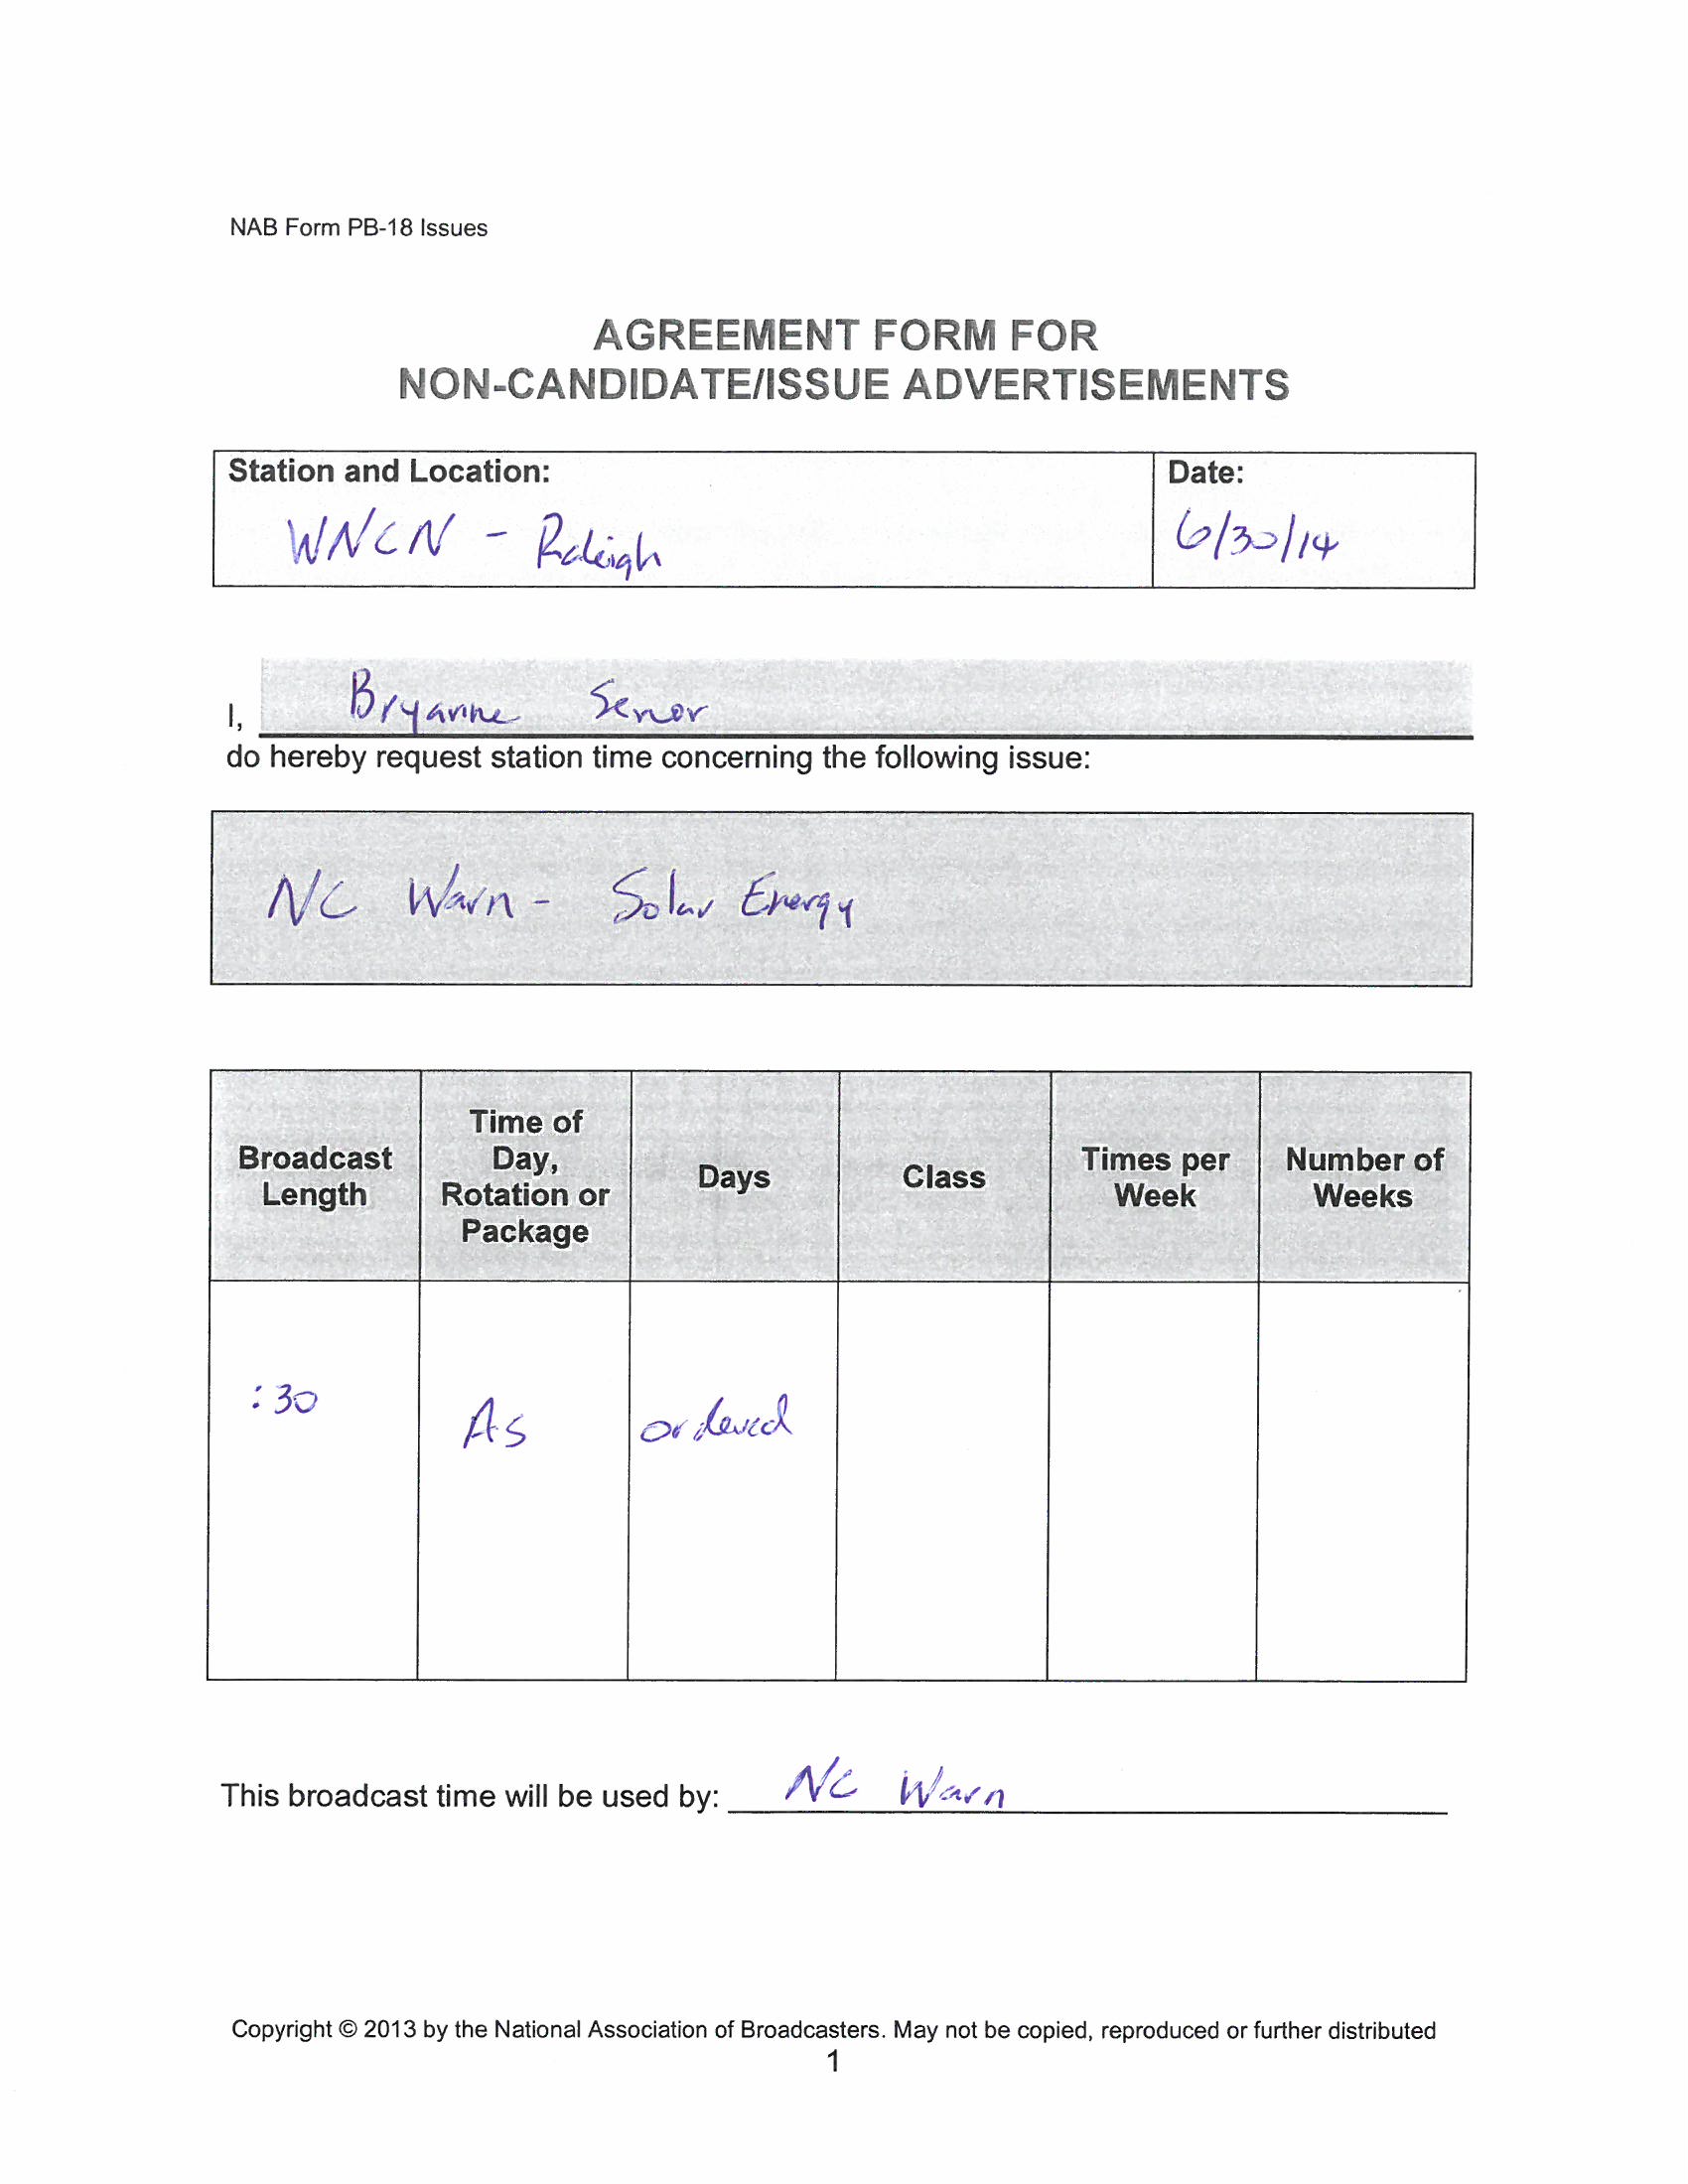 NAB Form PB-18 Issues
AGREEMENT FORM FOR
NON-CANDIDATE/ISSUE ADVERTISEMENTS
Station and Location:
Date:
WNCN - Raleigh
6/30/14
I, Bryanne Senor
do hereby request station time concerning the following issue:
NC Warn - Solar Energy
Broadcast Length
Time of Day, Rotation or Package
Days
Class
Times per Week
Number of Weeks
:30
As
ordered
This broadcast time will be used by: NC Warn
Copyright © 2013 by the National Association of Broadcasters. May not be copied, reproduced or further distributed
1